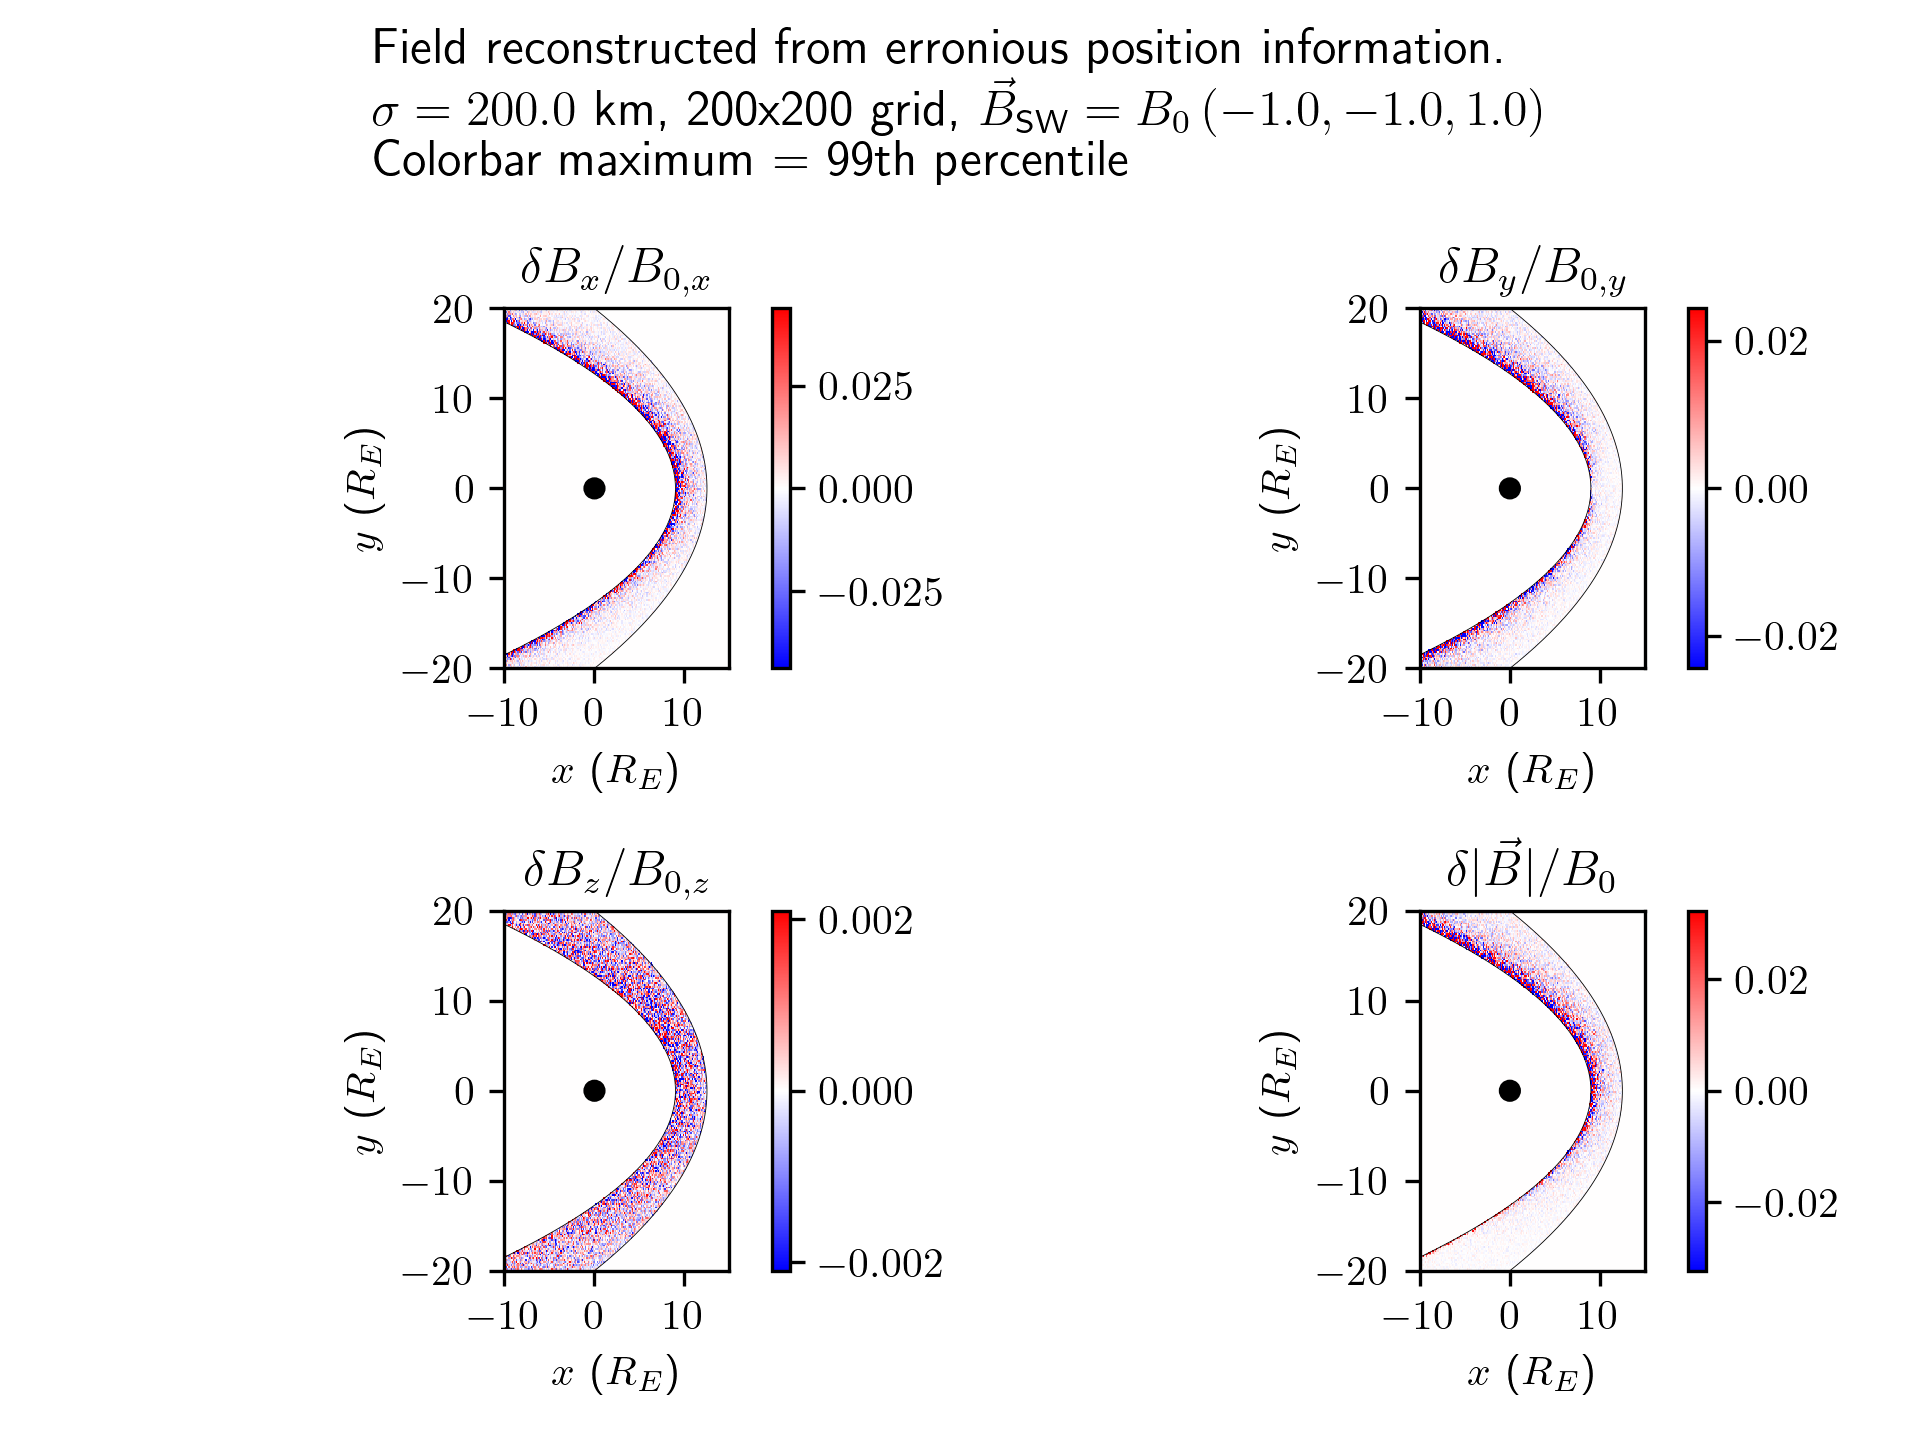 Field reconstructed from erronious position information.
σ = 200.0 km, 200x200 grid, B⃗_SW = B₀ (−1.0, −1.0, 1.0)
Colorbar maximum = 99th percentile
δB_x/B_{0,x}
20
10
0
−10
−20
y (R_E)
−10 0 10
x (R_E)
0.025
0.000
−0.025
δB_y/B_{0,y}
20
10
0
−10
−20
y (R_E)
−10 0 10
x (R_E)
0.02
0.00
−0.02
δB_z/B_{0,z}
20
10
0
−10
−20
y (R_E)
−10 0 10
x (R_E)
0.002
0.000
−0.002
δ|B⃗|/B₀
20
10
0
−10
−20
y (R_E)
−10 0 10
x (R_E)
0.02
0.00
−0.02